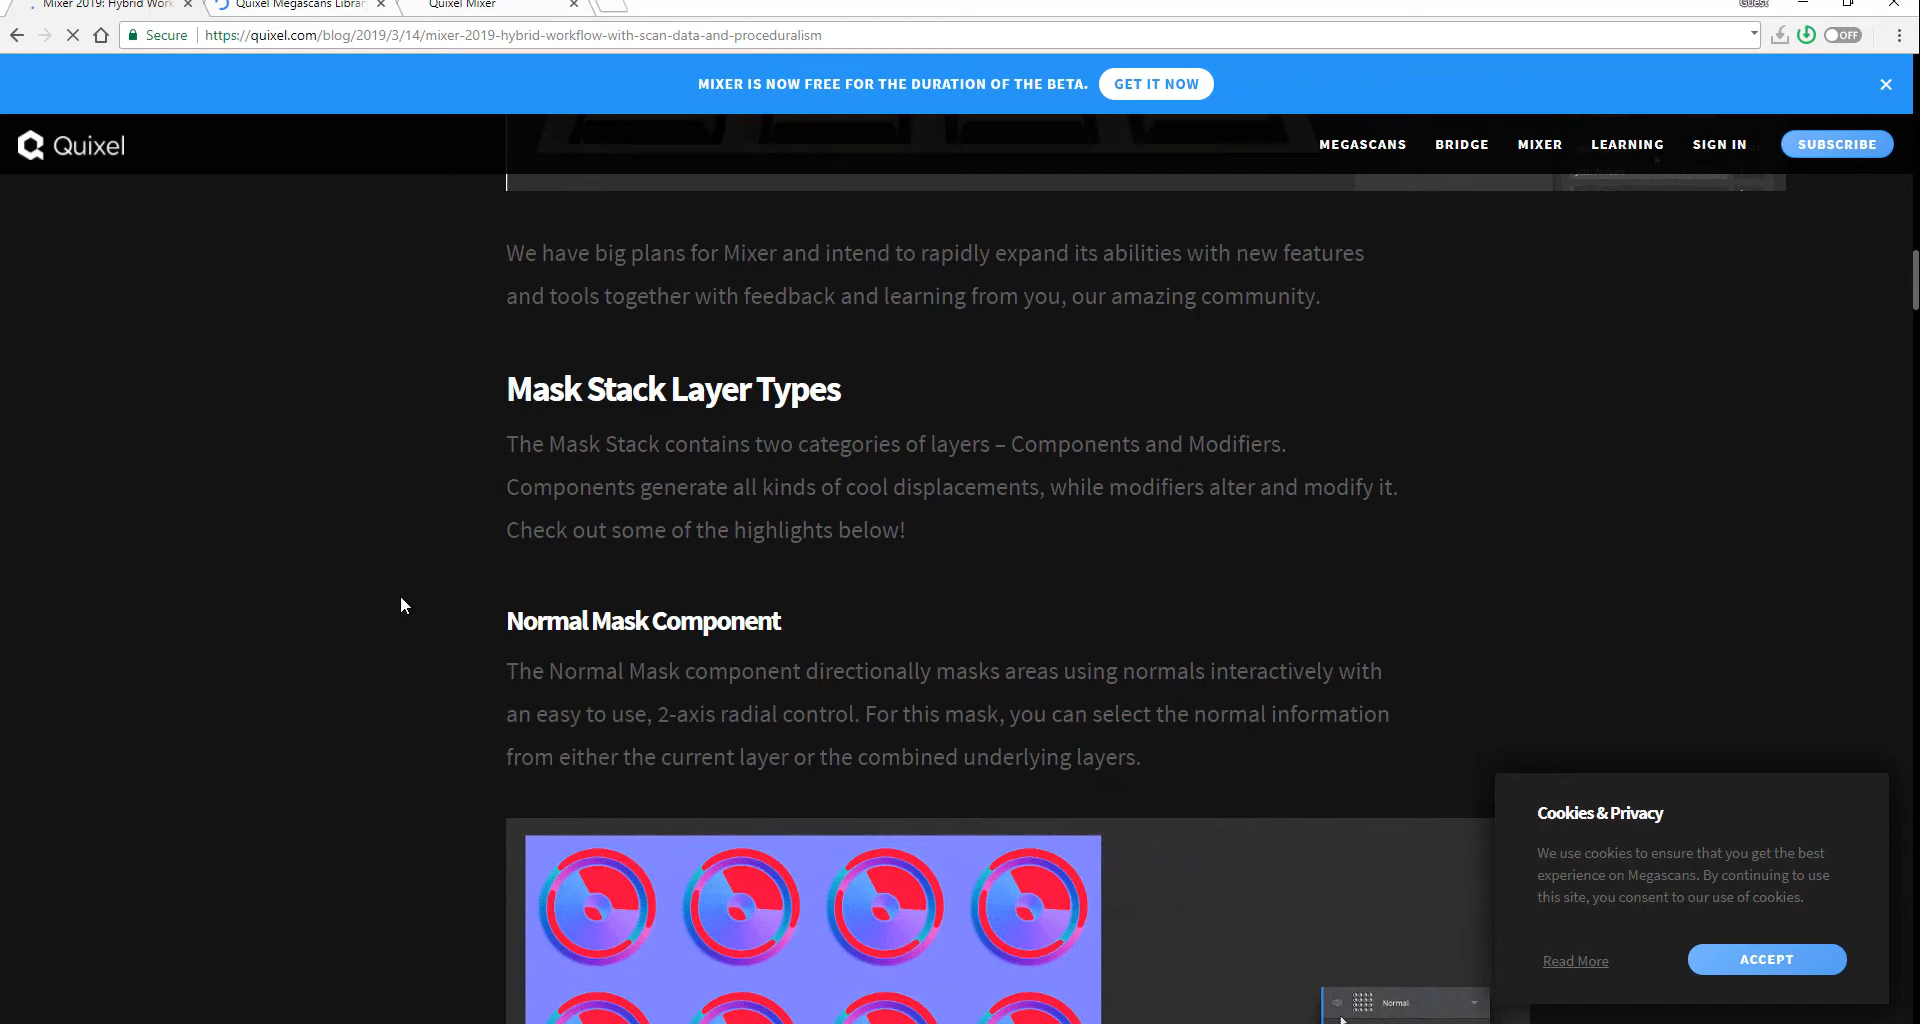 Mixer 2019: Hybrid Work
Quixel Megascans Librar
Quixel Mixer
Guest
Secure
https://quixel.com/blog/2019/3/14/mixer-2019-hybrid-workflow-with-scan-data-and-proceduralism
OFF
MIXER IS NOW FREE FOR THE DURATION OF THE BETA.
GET IT NOW
Quixel
MEGASCANS
BRIDGE
MIXER
LEARNING
SIGN IN
SUBSCRIBE
We have big plans for Mixer and intend to rapidly expand its abilities with new features
and tools together with feedback and learning from you, our amazing community.
Mask Stack Layer Types
The Mask Stack contains two categories of layers – Components and Modifiers.
Components generate all kinds of cool displacements, while modifiers alter and modify it.
Check out some of the highlights below!
Normal Mask Component
The Normal Mask component directionally masks areas using normals interactively with
an easy to use, 2-axis radial control. For this mask, you can select the normal information
from either the current layer or the combined underlying layers.
Normal
Cookies & Privacy
We use cookies to ensure that you get the best
experience on Megascans. By continuing to use
this site, you consent to our use of cookies.
Read More
ACCEPT